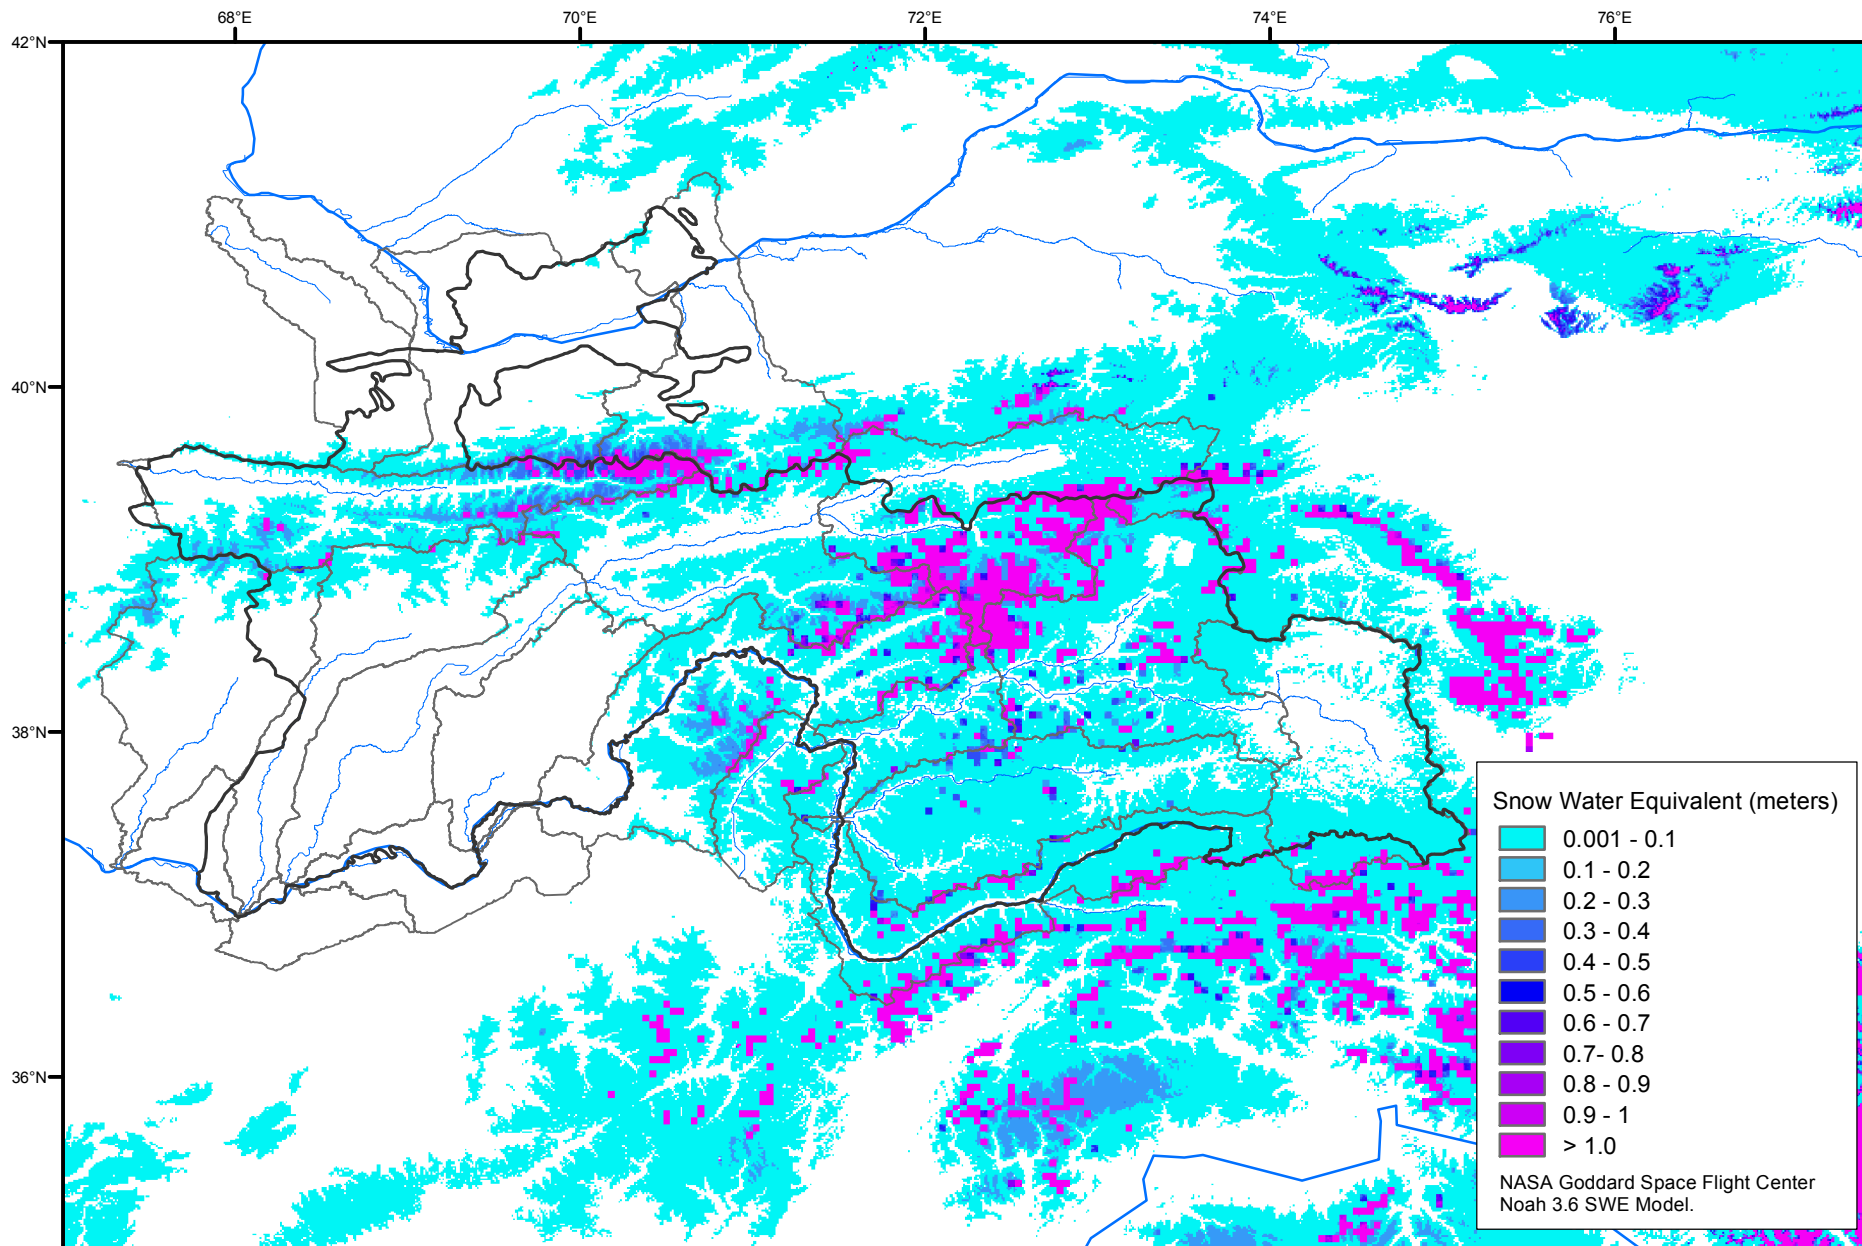 68°E
70°E
72°E
74°E
76°E
42°N
40°N
38°N
36°N
Snow Water Equivalent (meters)
0.001 - 0.1
0.1 - 0.2
0.2 - 0.3
0.3 - 0.4
0.4 - 0.5
0.5 - 0.6
0.6 - 0.7
0.7- 0.8
0.8 - 0.9
0.9 - 1
> 1.0
NASA Goddard Space Flight Center
Noah 3.6 SWE Model.